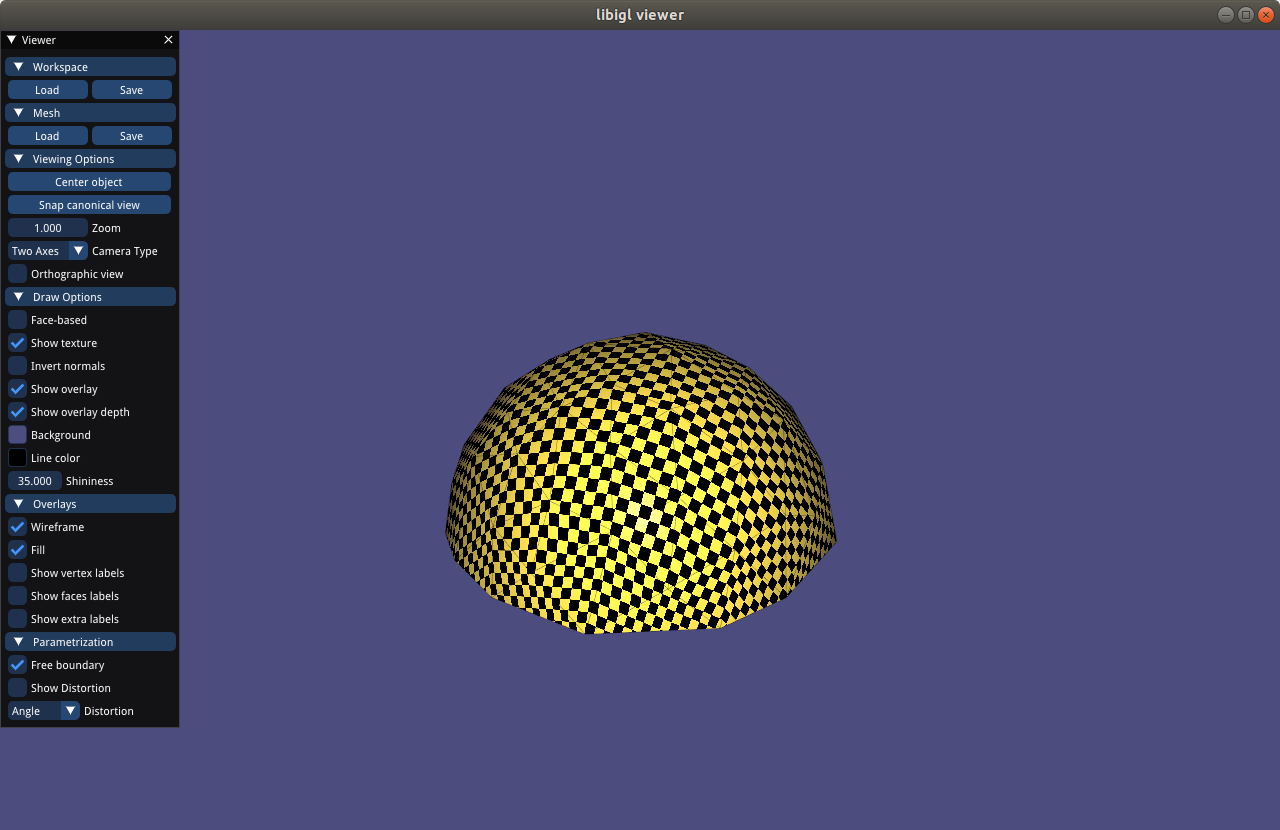 libigl viewer
Viewer
Workspace
Load Save
Mesh
Load Save
Viewing Options
Center object
Snap canonical view
1.000 Zoom
Two Axes Camera Type
Orthographic view
Draw Options
Face-based
Show texture
Invert normals
Show overlay
Show overlay depth
Background
Line color
35.000 Shininess
Overlays
Wireframe
Fill
Show vertex labels
Show faces labels
Show extra labels
Parametrization
Free boundary
Show Distortion
Angle Distortion